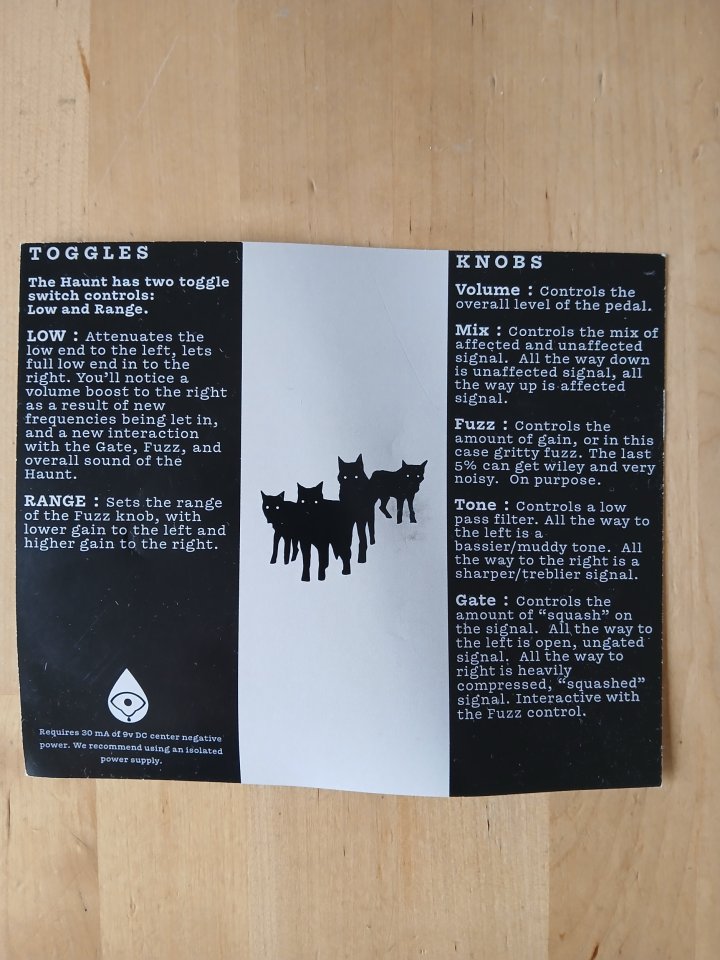 TOGGLES
The Haunt has two toggle
switch controls:
Low and Range.
LOW : Attenuates the
low end to the left, lets
full low end in to the
right. You'll notice a
volume boost to the right
as a result of new
frequencies being let in,
and a new interaction
with the Gate, Fuzz, and
overall sound of the
Haunt.
RANGE : Sets the range
of the Fuzz knob, with
lower gain to the left and
higher gain to the right.
Requires 30 mA of 9v DC center negative
power. We recommend using an isolated
power supply.
KNOBS
Volume : Controls the
overall level of the pedal.
Mix : Controls the mix of
affected and unaffected
signal. All the way down
is unaffected signal, all
the way up is affected
signal.
Fuzz : Controls the
amount of gain, or in this
case gritty fuzz. The last
5% can get wiley and very
noisy. On purpose.
Tone : Controls a low
pass filter. All the way to
the left is a
bassier/muddy tone. All
the way to the right is a
sharper/treblier signal.
Gate : Controls the
amount of "squash" on
the signal. All the way to
the left is open, ungated
signal. All the way to
right is heavily
compressed, "squashed"
signal. Interactive with
the Fuzz control.